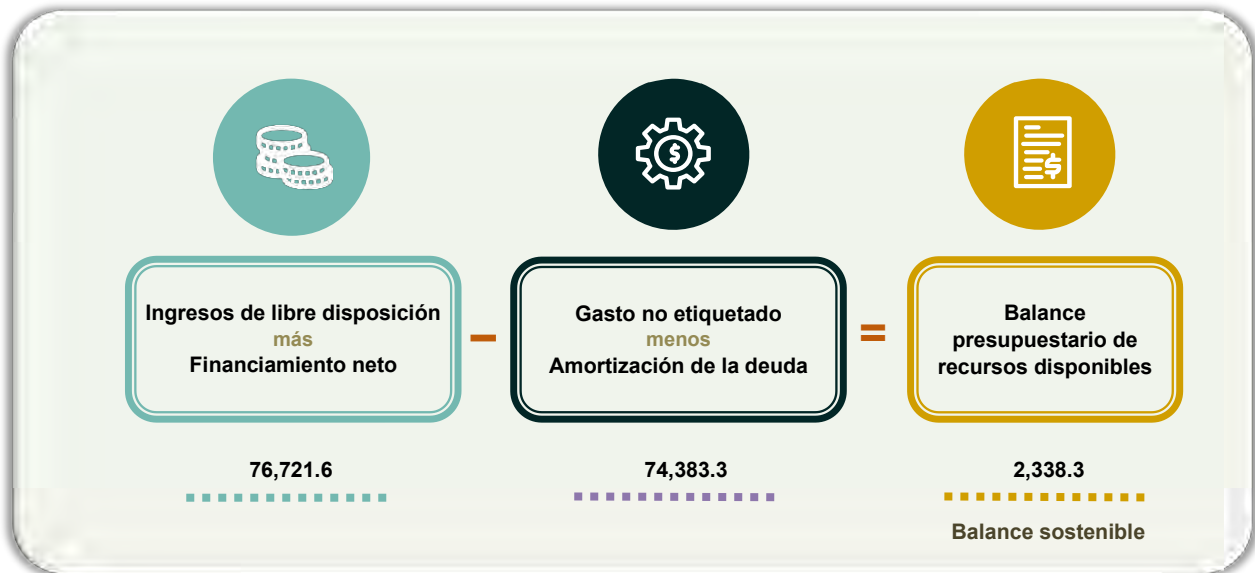 Ingresos de libre disposición
más
Financiamiento neto
–
Gasto no etiquetado
menos
Amortización de la deuda
=
Balance
presupuestario de
recursos disponibles
76,721.6
74,383.3
2,338.3
Balance sostenible